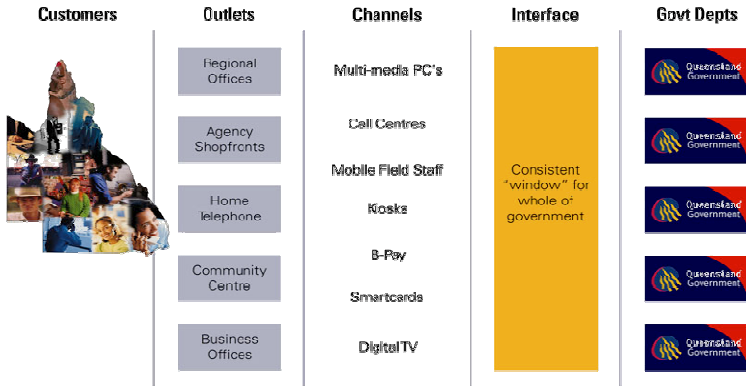 Customers
Outlets
Channels
Interface
Govt Depts
Regional
Offices
Agency
Shopfronts
Home
Telephone
Community
Centre
Business
Offices
Multi-media PC's
Call Centres
Mobile Field Staff
Kiosks
B-Pay
Smartcards
Digital TV
Consistent
"window" for
whole of
government
Queensland
Government
Queensland
Government
Queensland
Government
Queensland
Government
Queensland
Government